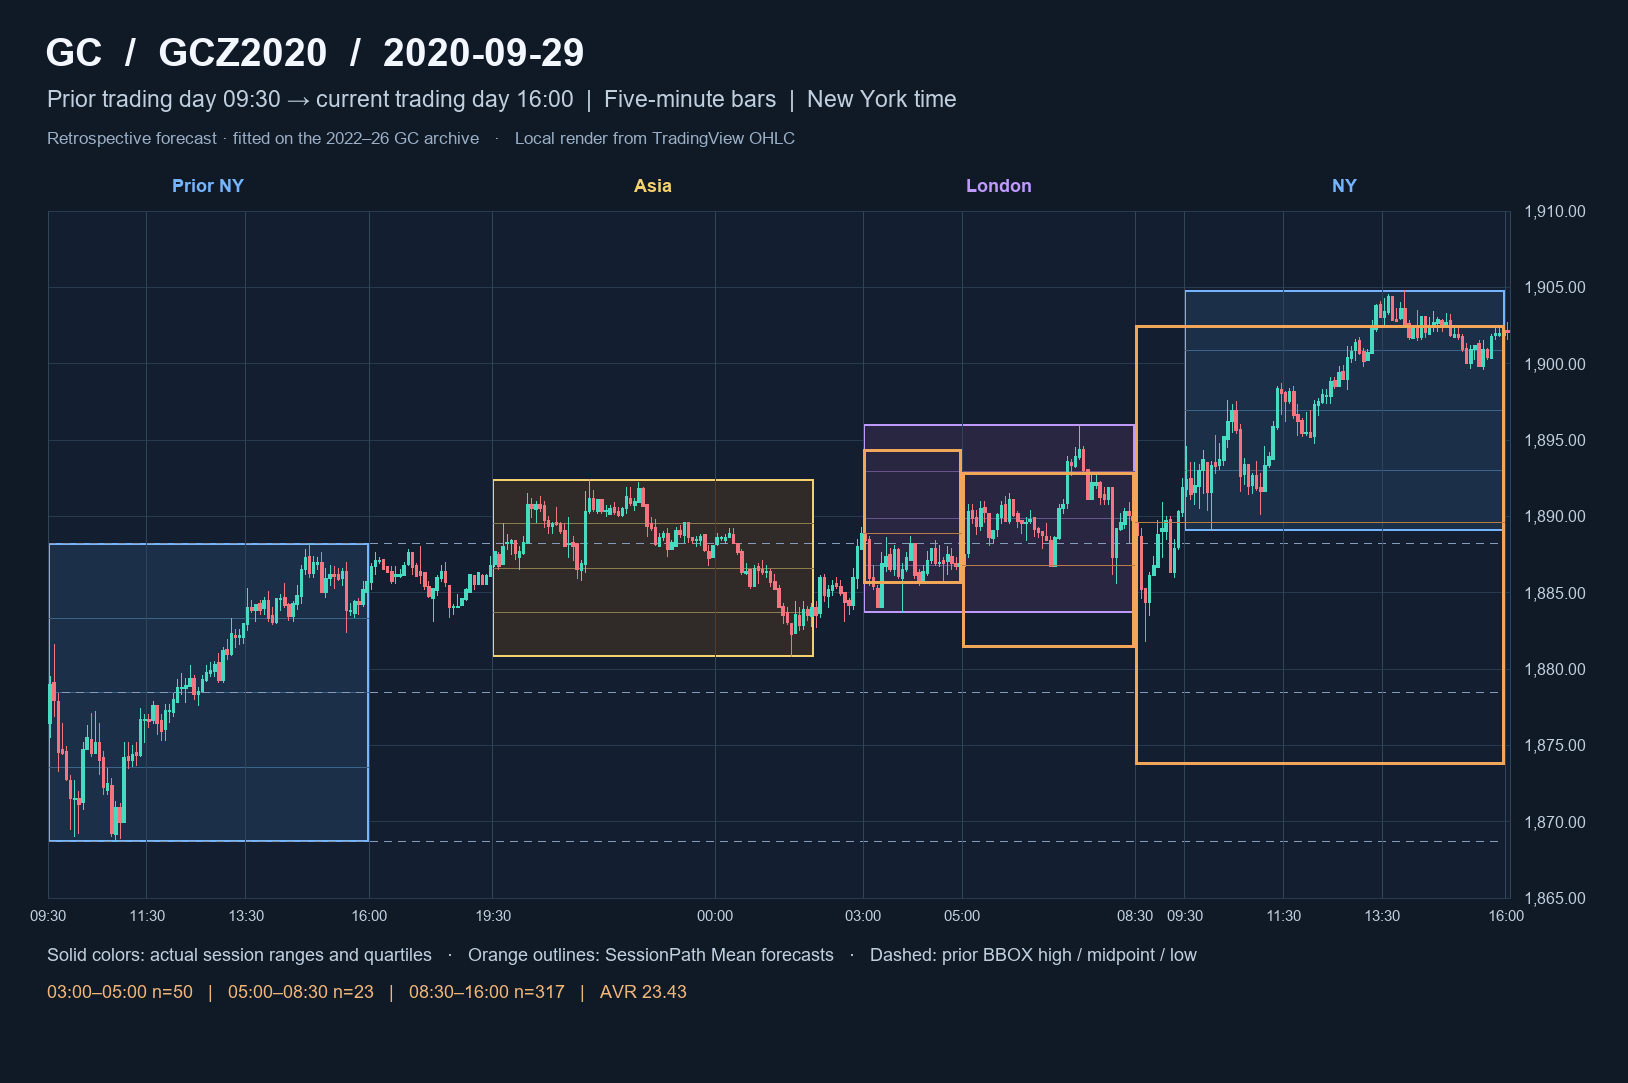 GC / GCZ2020 / 2020-09-29
Prior trading day 09:30 → current trading day 16:00 | Five-minute bars | New York time
Retrospective forecast · fitted on the 2022–26 GC archive · Local render from TradingView OHLC
Prior NY Asia London NY
1,910.00
1,905.00
1,900.00
1,895.00
1,890.00
1,885.00
1,880.00
1,875.00
1,870.00
1,865.00
09:30 11:30 13:30 16:00 19:30 00:00 03:00 05:00 08:30 09:30 11:30 13:30 16:00
Solid colors: actual session ranges and quartiles · Orange outlines: SessionPath Mean forecasts · Dashed: prior BBOX high / midpoint / low
03:00–05:00 n=50 | 05:00–08:30 n=23 | 08:30–16:00 n=317 | AVR 23.43